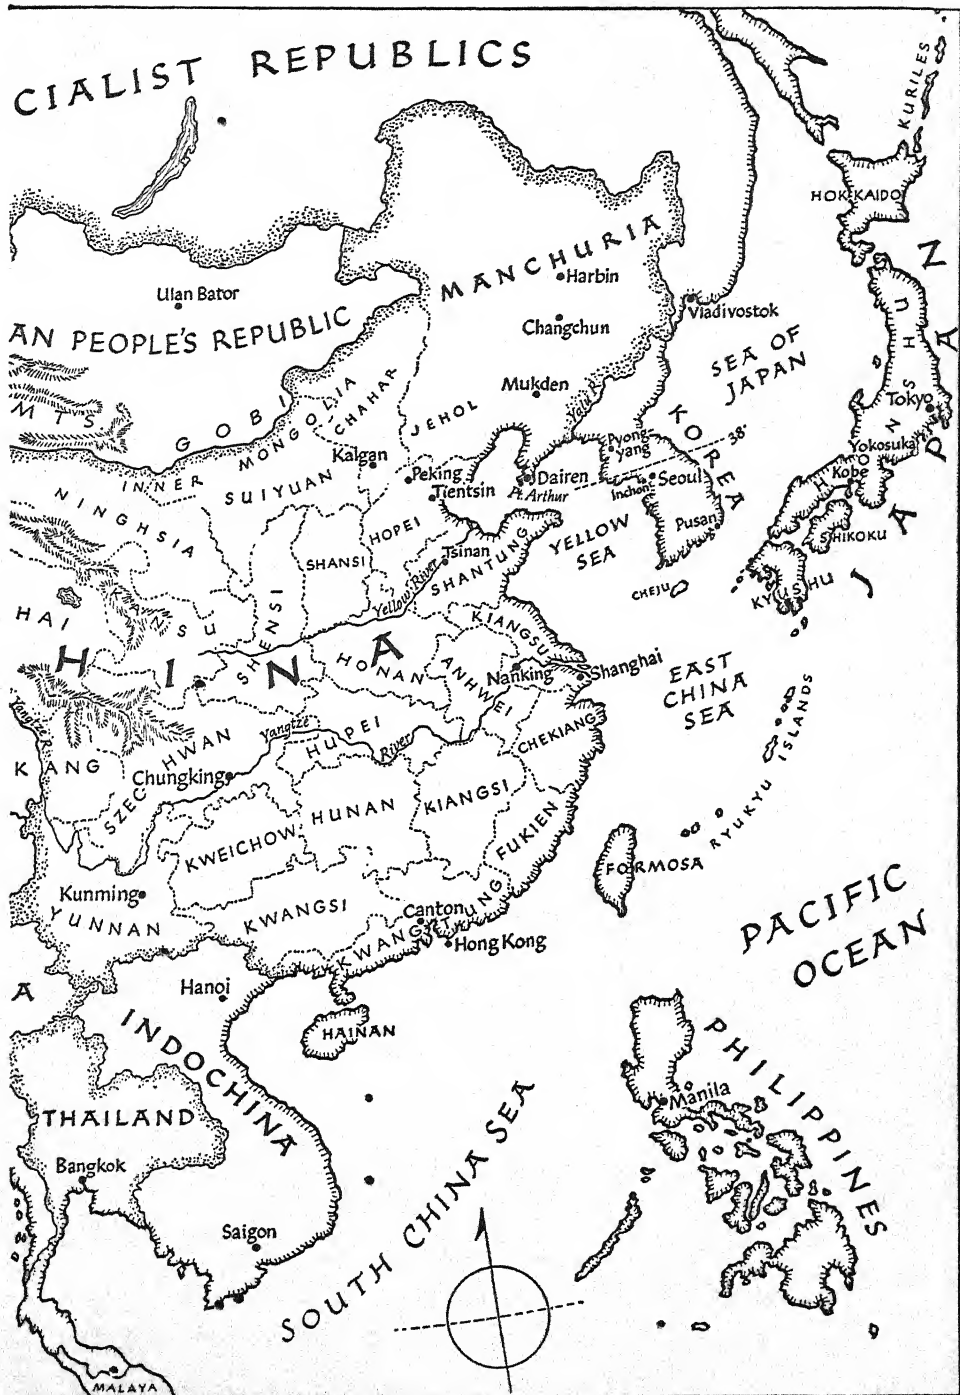 CIALIST REPUBLICS
KURILES
HOKKAIDO
MANCHURIA
Harbin
Ulan Bator
Vladivostok
AN PEOPLE'S REPUBLIC
Changchun
SEA OF
JAPAN
HONSHU
JAPAN
Mukden
Yalu R.
Tokyo
MTS
GOBI
INNER MONGOLIA
CHAHAR
JEHOL
KOREA
38°
Pyong-
yang
Yokosuka
Kobe
Kalgan
Peking
Tientsin
Dairen
Pt. Arthur
Inchon
Seoul
NINGHSIA
SUIYUAN
HOPEI
SHANSI
Tsinan
SHANTUNG
YELLOW
SEA
Pusan
SHIKOKU
CHEJU
KYUSHU
HAI
KANSU
SHENSI
Yellow River
KIANGSU
CHINA
HONAN
ANHWEI
Nanking
Shanghai
EAST
CHINA
SEA
Yangtze R.
Yangtze River
HUPEI
CHEKIANG
RYUKYU ISLANDS
KANG
SZECHWAN
Chungking
HUNAN
KIANGSI
KWEICHOW
FUKIEN
FORMOSA
Kunming
YUNNAN
KWANGSI
Canton
KWANGTUNG
Hong Kong
PACIFIC
OCEAN
A
Hanoi
HAINAN
INDOCHINA
PHILIPPINES
Manila
THAILAND
Bangkok
Saigon
SOUTH CHINA SEA
MALAYA